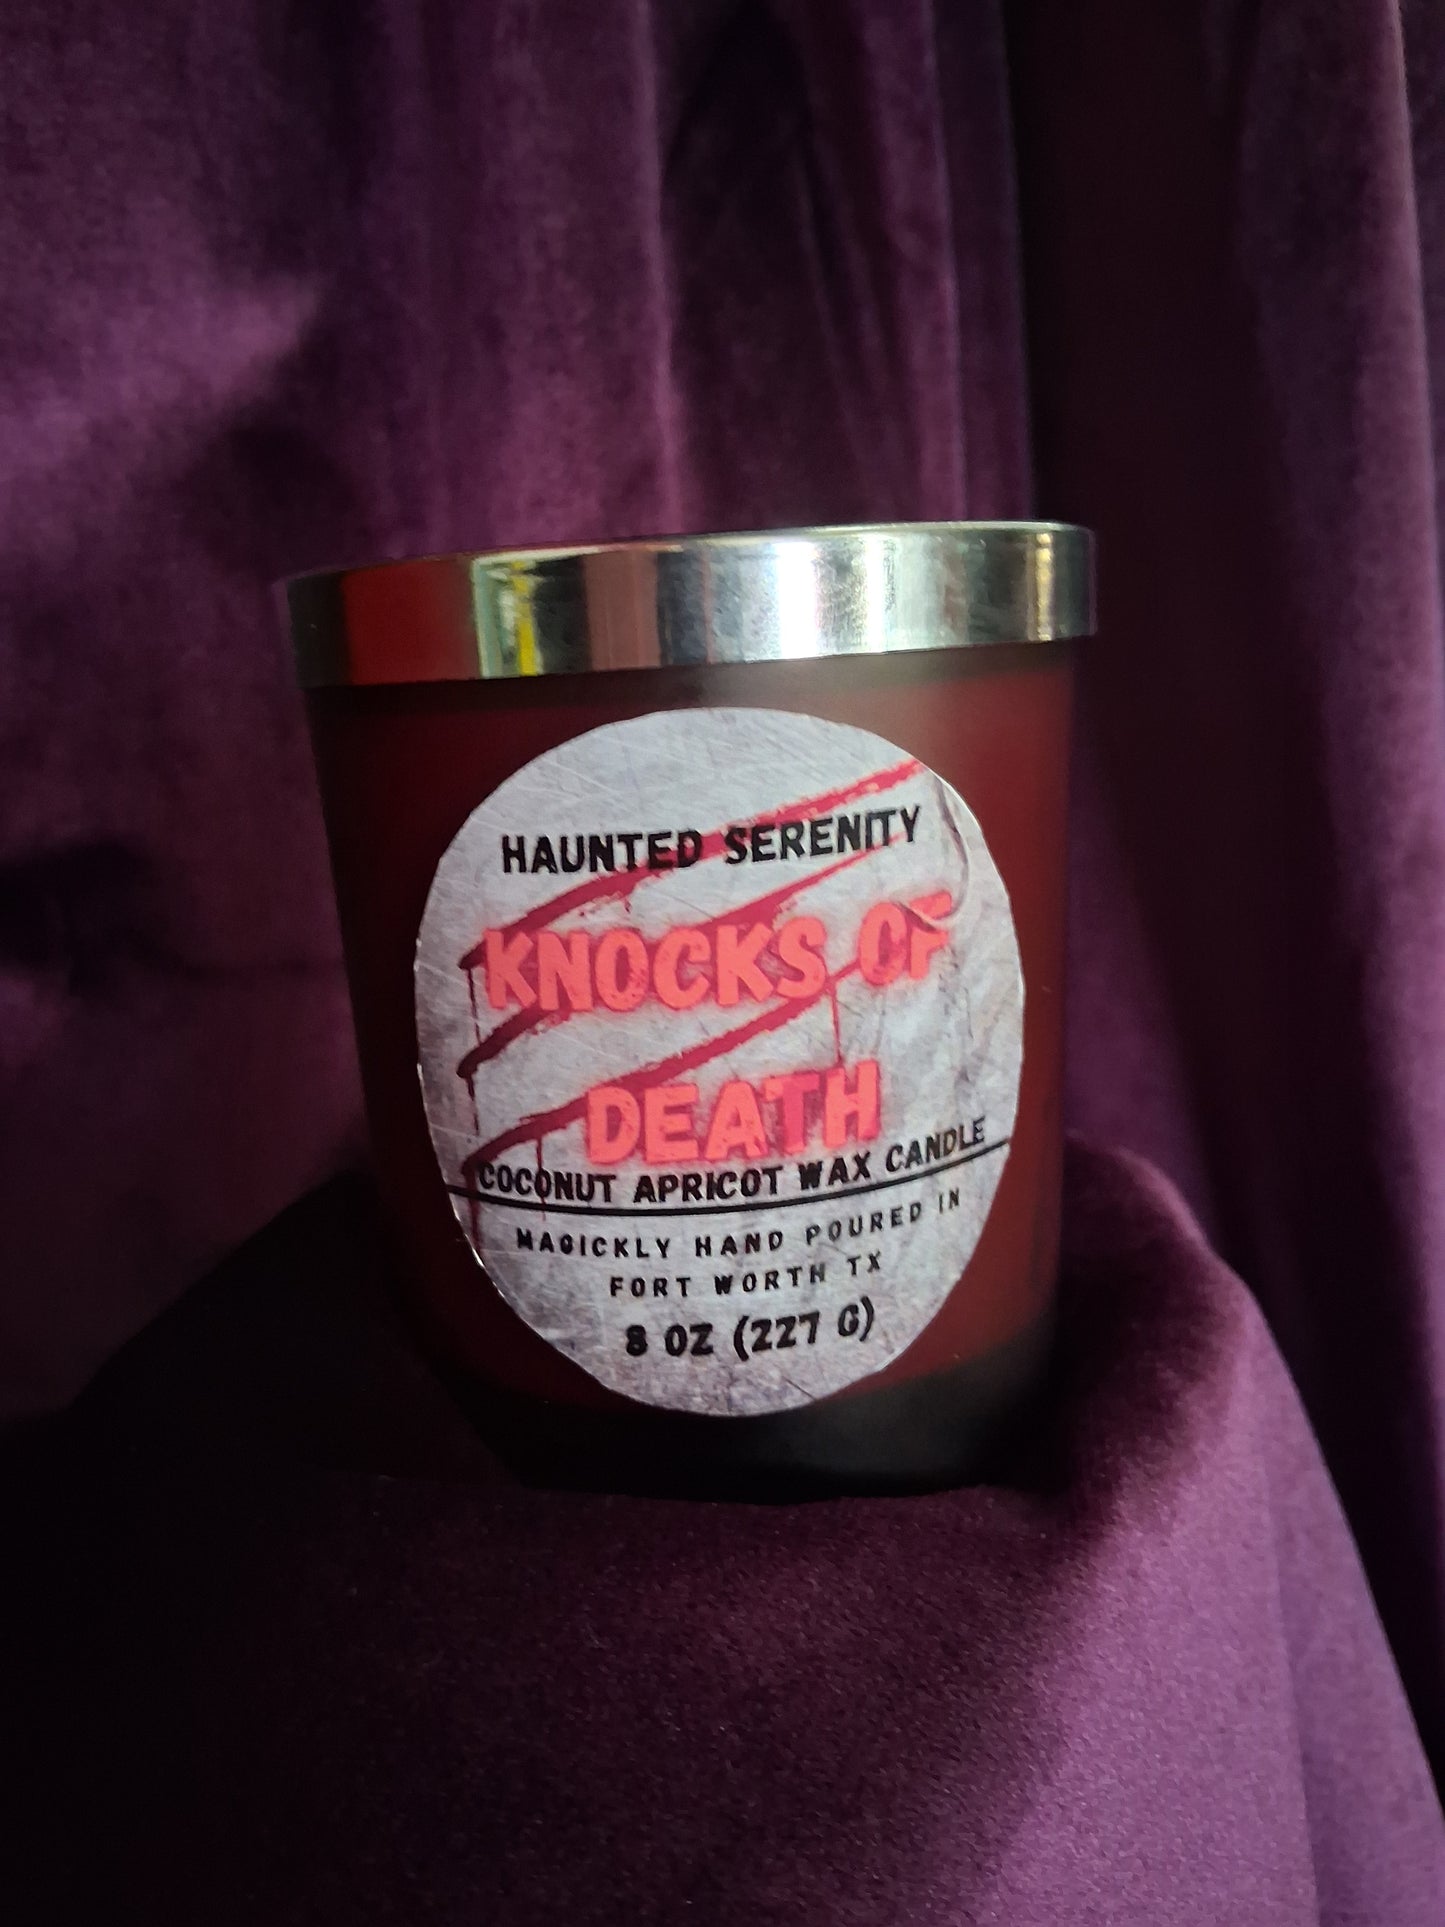 HAUNTED SERENITY
KNOCKS OF
DEATH
COCONUT APRICOT WAX CANDLE
MAGICKLY HAND POURED IN
FORT WORTH TX
8 OZ (227 G)